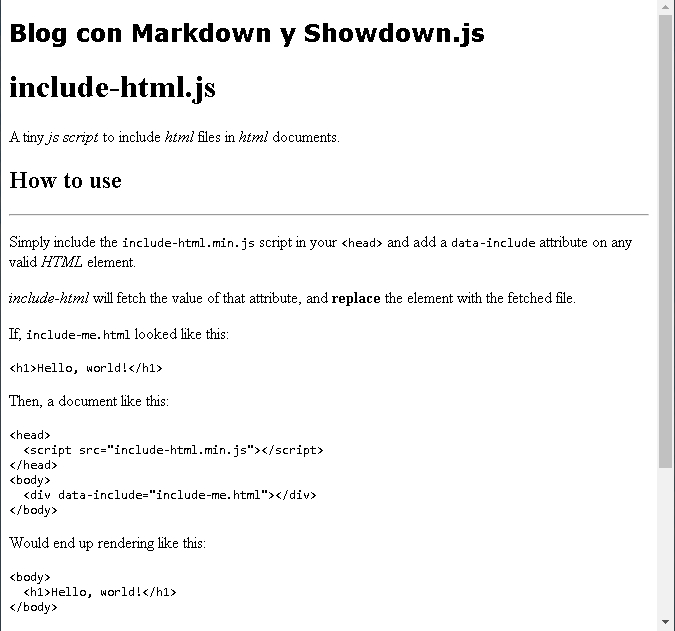 Blog con Markdown y Showdown.js
include-html.js
A tiny js script to include html files in html documents.
How to use
Simply include the include-html.min.js script in your <head> and add a data-include attribute on any
valid HTML element.
include-html will fetch the value of that attribute, and replace the element with the fetched file.
If, include-me.html looked like this:
<h1>Hello, world!</h1>
Then, a document like this:
<head>
  <script src="include-html.min.js"></script>
</head>
<body>
  <div data-include="include-me.html"></div>
</body>
Would end up rendering like this:
<body>
  <h1>Hello, world!</h1>
</body>